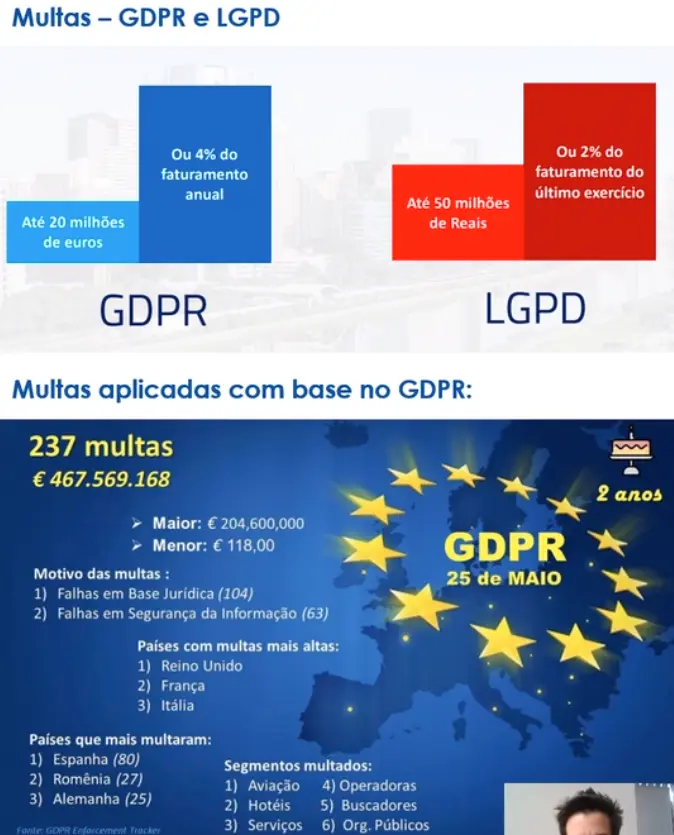 Multas – GDPR e LGPD
Ou 4% do
faturamento
anual
Até 20 milhões
de euros
GDPR
Ou 2% do
faturamento do
último exercício
Até 50 milhões
de Reais
LGPD
Multas aplicadas com base no GDPR:
237 multas
€ 467.569.168
2 anos
➢ Maior: € 204,600,000
➢ Menor: € 118,00
GDPR
25 de MAIO
Motivo das multas :
1) Falhas em Base Jurídica (104)
2) Falhas em Segurança da Informação (63)
Países com multas mais altas:
1) Reino Unido
2) França
3) Itália
Países que mais multaram:
1) Espanha (80)
2) Romênia (27)
3) Alemanha (25)
Segmentos multados:
1) Aviação 4) Operadoras
2) Hotéis 5) Buscadores
3) Serviços 6) Org. Públicos
Fonte: GDPR Enforcement Tracker